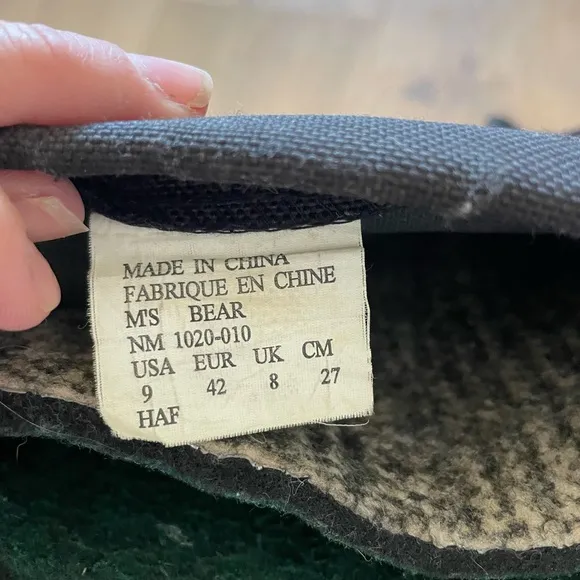 MADE IN CHINA
FABRIQUE EN CHINE
M'S BEAR
NM 1020-010
USA EUR UK CM
9 42 8 27
HAF